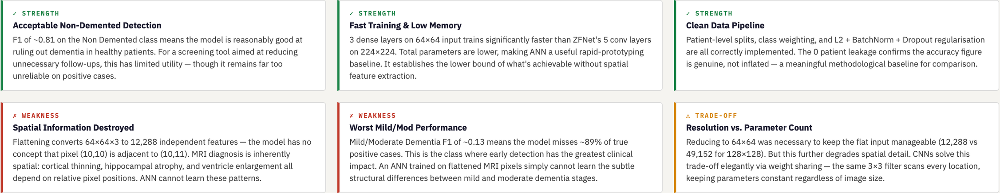 ✓ STRENGTH
Acceptable Non-Demented Detection
F1 of ~0.81 on the Non Demented class means the model is reasonably good at
ruling out dementia in healthy patients. For a screening tool aimed at reducing
unnecessary follow-ups, this has limited utility — though it remains far too
unreliable on positive cases.
✓ STRENGTH
Fast Training & Low Memory
3 dense layers on 64×64 input trains significantly faster than ZFNet's 5 conv layers
on 224×224. Total parameters are lower, making ANN a useful rapid-prototyping
baseline. It establishes the lower bound of what's achievable without spatial
feature extraction.
✓ STRENGTH
Clean Data Pipeline
Patient-level splits, class weighting, and L2 + BatchNorm + Dropout regularisation
are all correctly implemented. The 0 patient leakage confirms the accuracy figure
is genuine, not inflated — a meaningful methodological baseline for comparison.
✗ WEAKNESS
Spatial Information Destroyed
Flattening converts 64×64×3 to 12,288 independent features — the model has no
concept that pixel (10,10) is adjacent to (10,11). MRI diagnosis is inherently
spatial: cortical thinning, hippocampal atrophy, and ventricle enlargement all
depend on relative pixel positions. ANN cannot learn these patterns.
✗ WEAKNESS
Worst Mild/Mod Performance
Mild/Moderate Dementia F1 of ~0.13 means the model misses ~89% of true
positive cases. This is the class where early detection has the greatest clinical
impact. An ANN trained on flattened MRI pixels simply cannot learn the subtle
structural differences between mild and moderate dementia stages.
△ TRADE-OFF
Resolution vs. Parameter Count
Reducing to 64×64 was necessary to keep the flat input manageable (12,288 vs
49,152 for 128×128). But this further degrades spatial detail. CNNs solve this
trade-off elegantly via weight sharing — the same 3×3 filter scans every location,
keeping parameters constant regardless of image size.